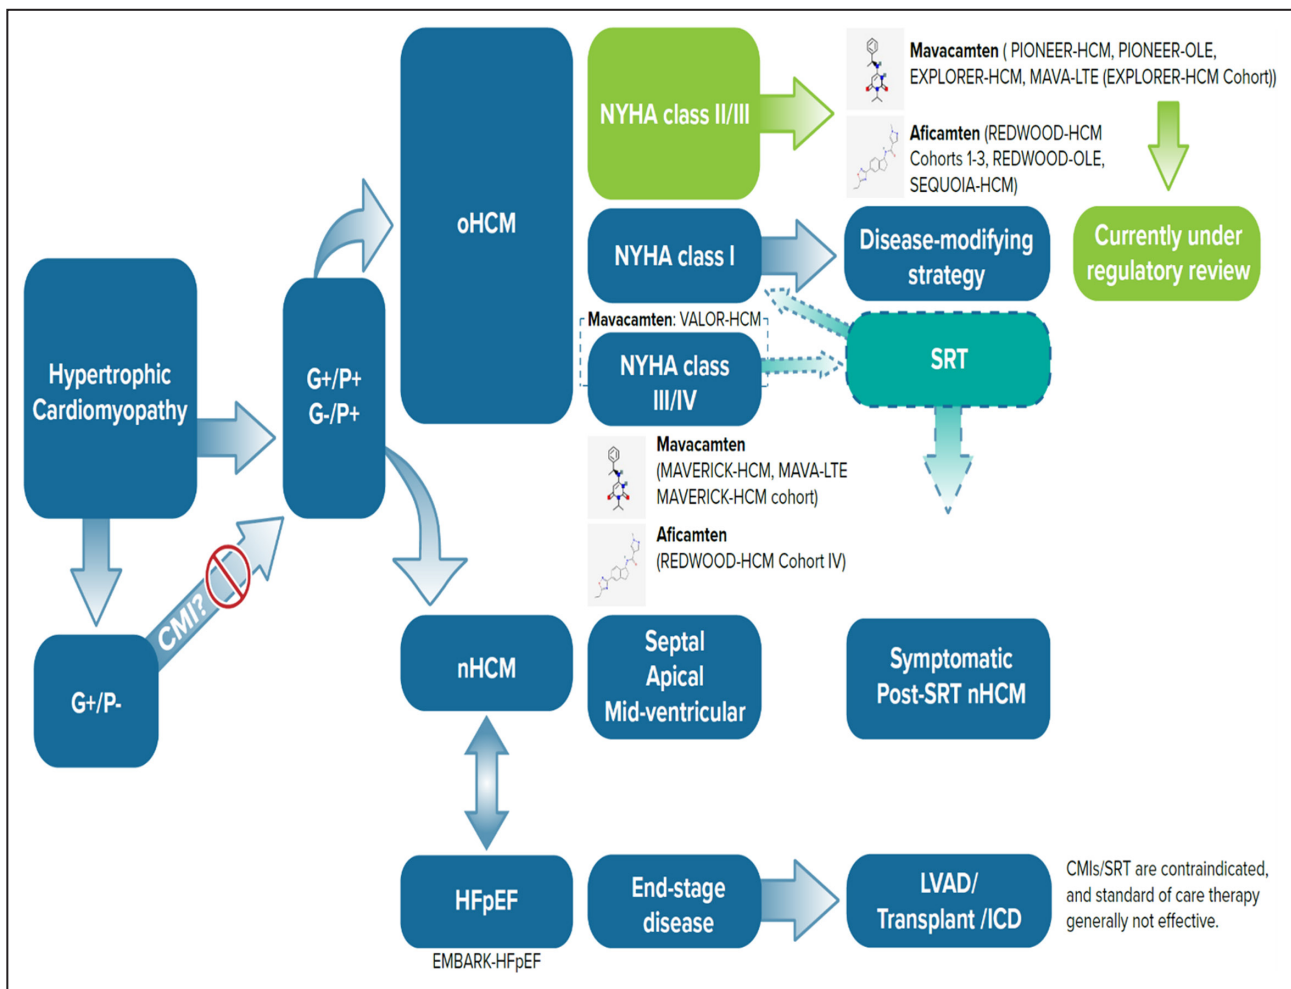 Hypertrophic
Cardiomyopathy
G+/P-
CMI?
G+/P+
G-/P+
oHCM
NYHA class II/III
Mavacamten ( PIONEER-HCM, PIONEER-OLE,
EXPLORER-HCM, MAVA-LTE (EXPLORER-HCM Cohort))
Aficamten (REDWOOD-HCM
Cohorts 1-3, REDWOOD-OLE,
SEQUOIA-HCM)
NYHA class I
Disease-modifying
strategy
Currently under
regulatory review
Mavacamten: VALOR-HCM
NYHA class
III/IV
SRT
Mavacamten
(MAVERICK-HCM, MAVA-LTE
MAVERICK-HCM cohort)
Aficamten
(REDWOOD-HCM Cohort IV)
nHCM
Septal
Apical
Mid-ventricular
Symptomatic
Post-SRT nHCM
HFpEF
EMBARK-HFpEF
End-stage
disease
LVAD/
Transplant /ICD
CMIs/SRT are contraindicated,
and standard of care therapy
generally not effective.